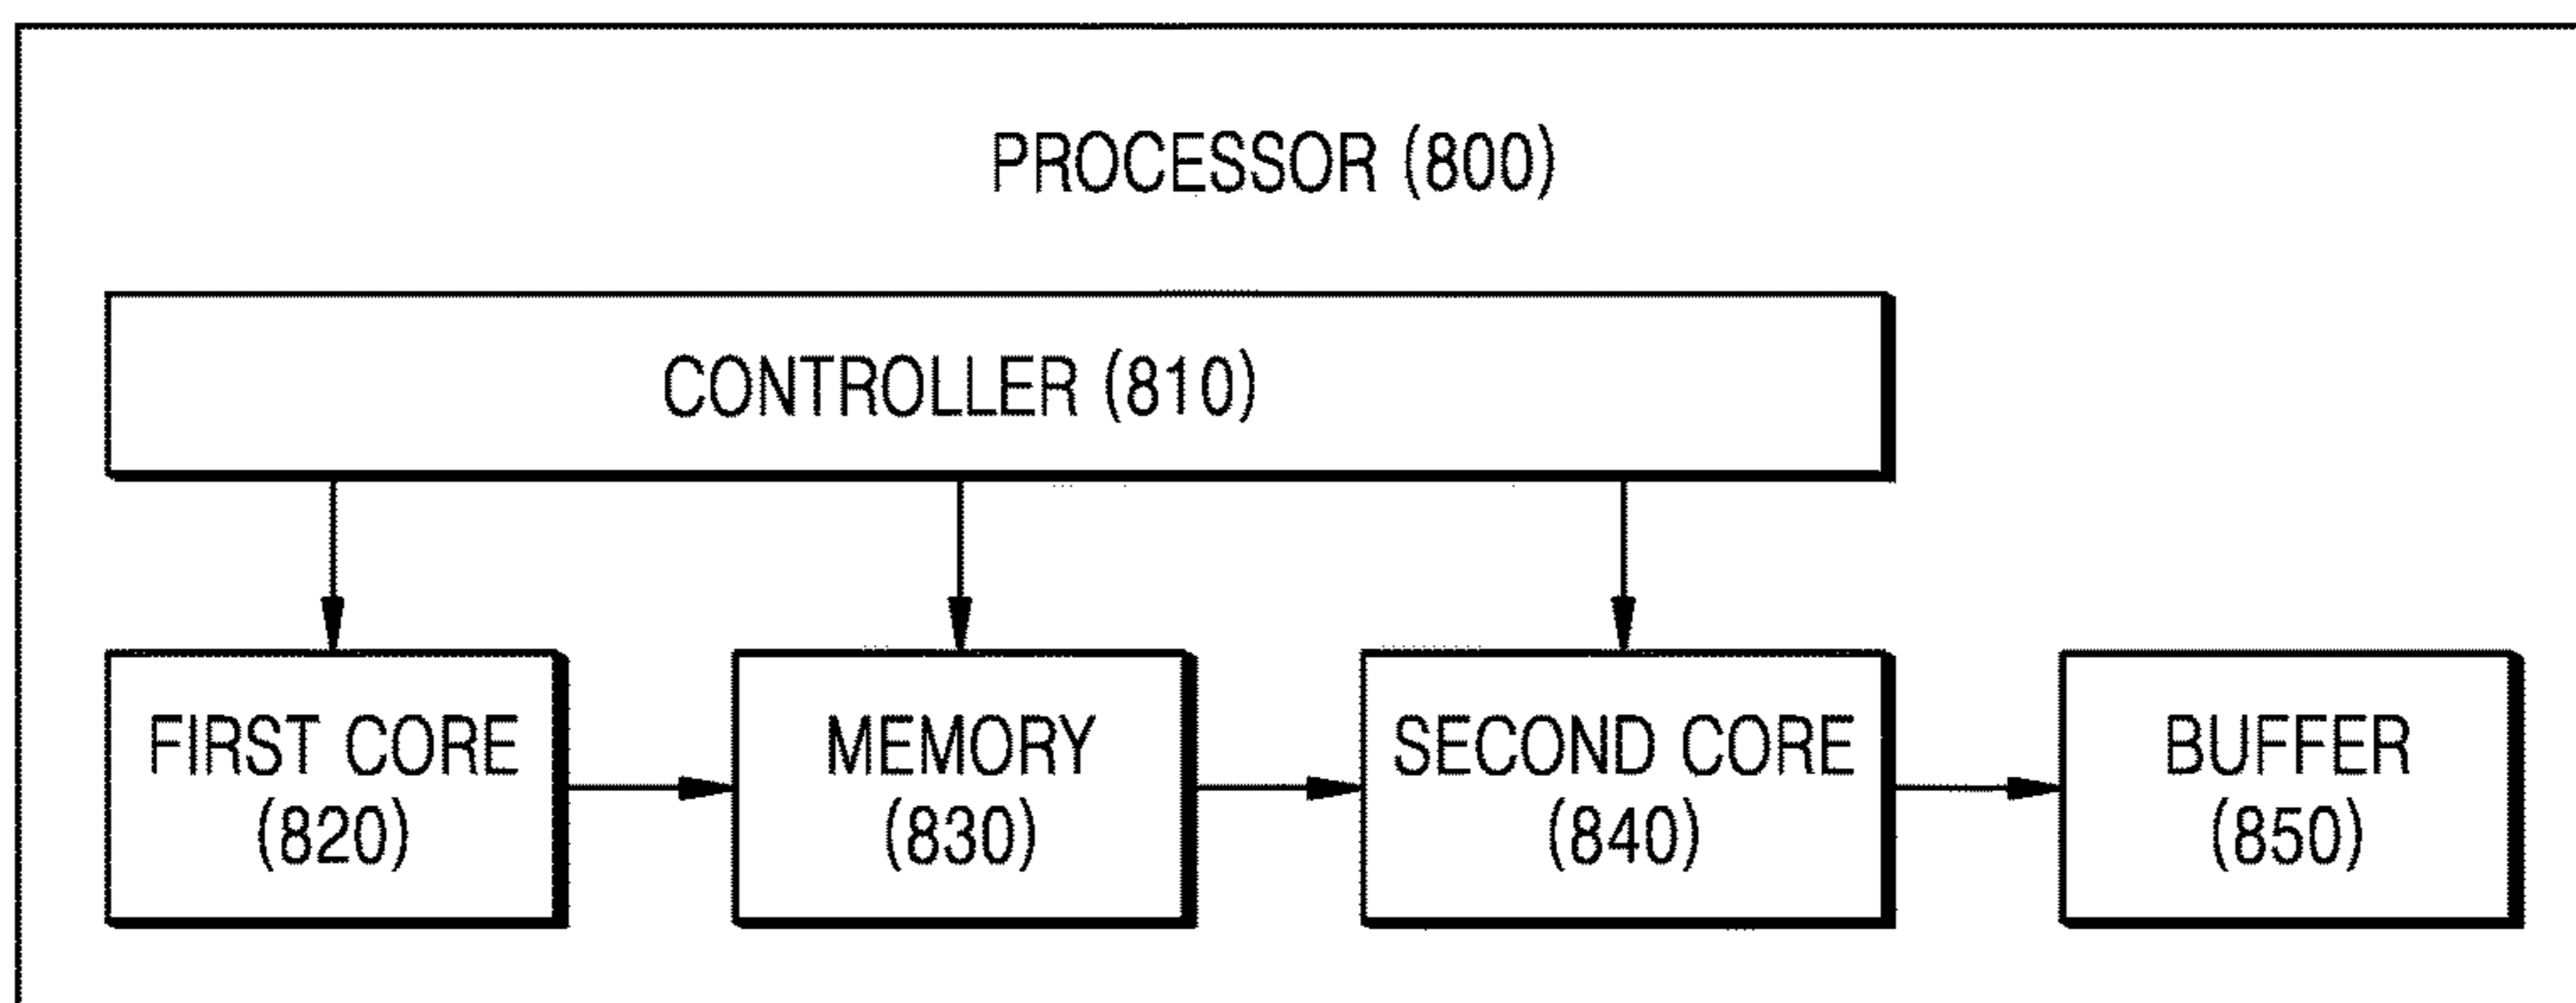 PROCESSOR (800)
CONTROLLER (810)
FIRST CORE
(820)
MEMORY
(830)
SECOND CORE
(840)
BUFFER
(850)